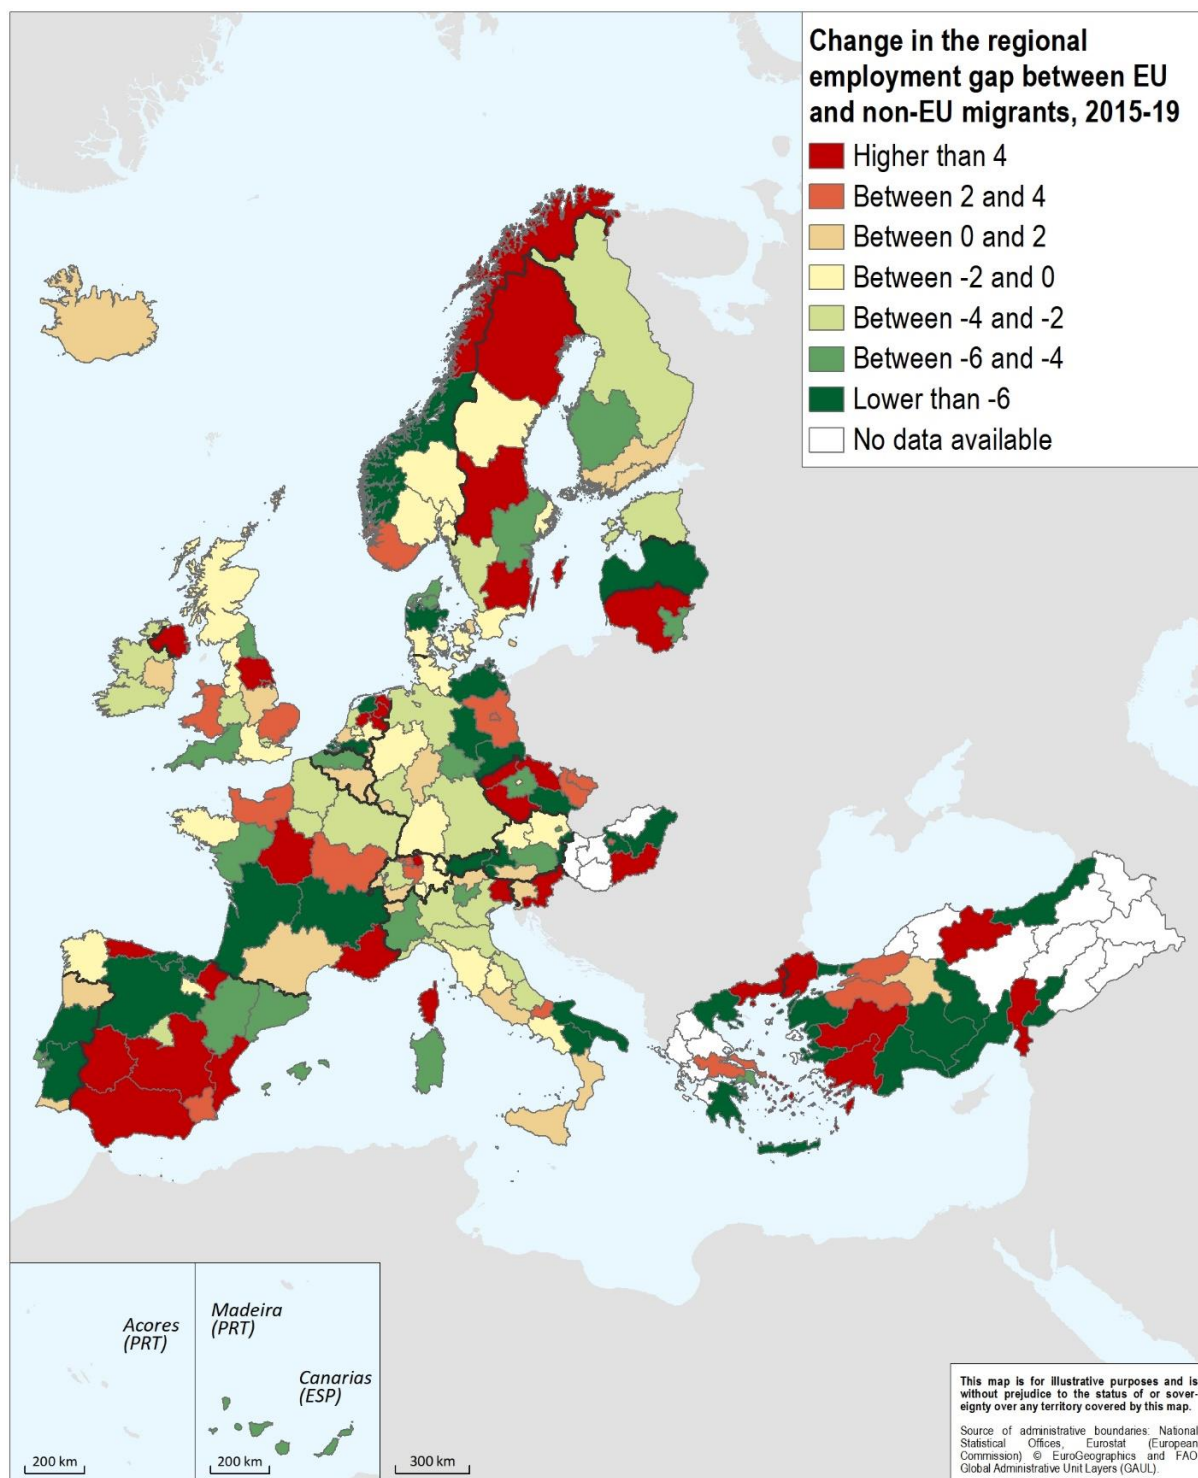 Change in the regional
employment gap between EU
and non-EU migrants, 2015-19
Higher than 4
Between 2 and 4
Between 0 and 2
Between -2 and 0
Between -4 and -2
Between -6 and -4
Lower than -6
No data available
Acores
(PRT)
Madeira
(PRT)
Canarias
(ESP)
200 km
200 km
300 km
This map is for illustrative purposes and is
without prejudice to the status of or sover-
eignty over any territory covered by this map.
Source of administrative boundaries: National
Statistical Offices, Eurostat (European
Commission) © EuroGeographics and FAO
Global Administrative Unit Layers (GAUL).